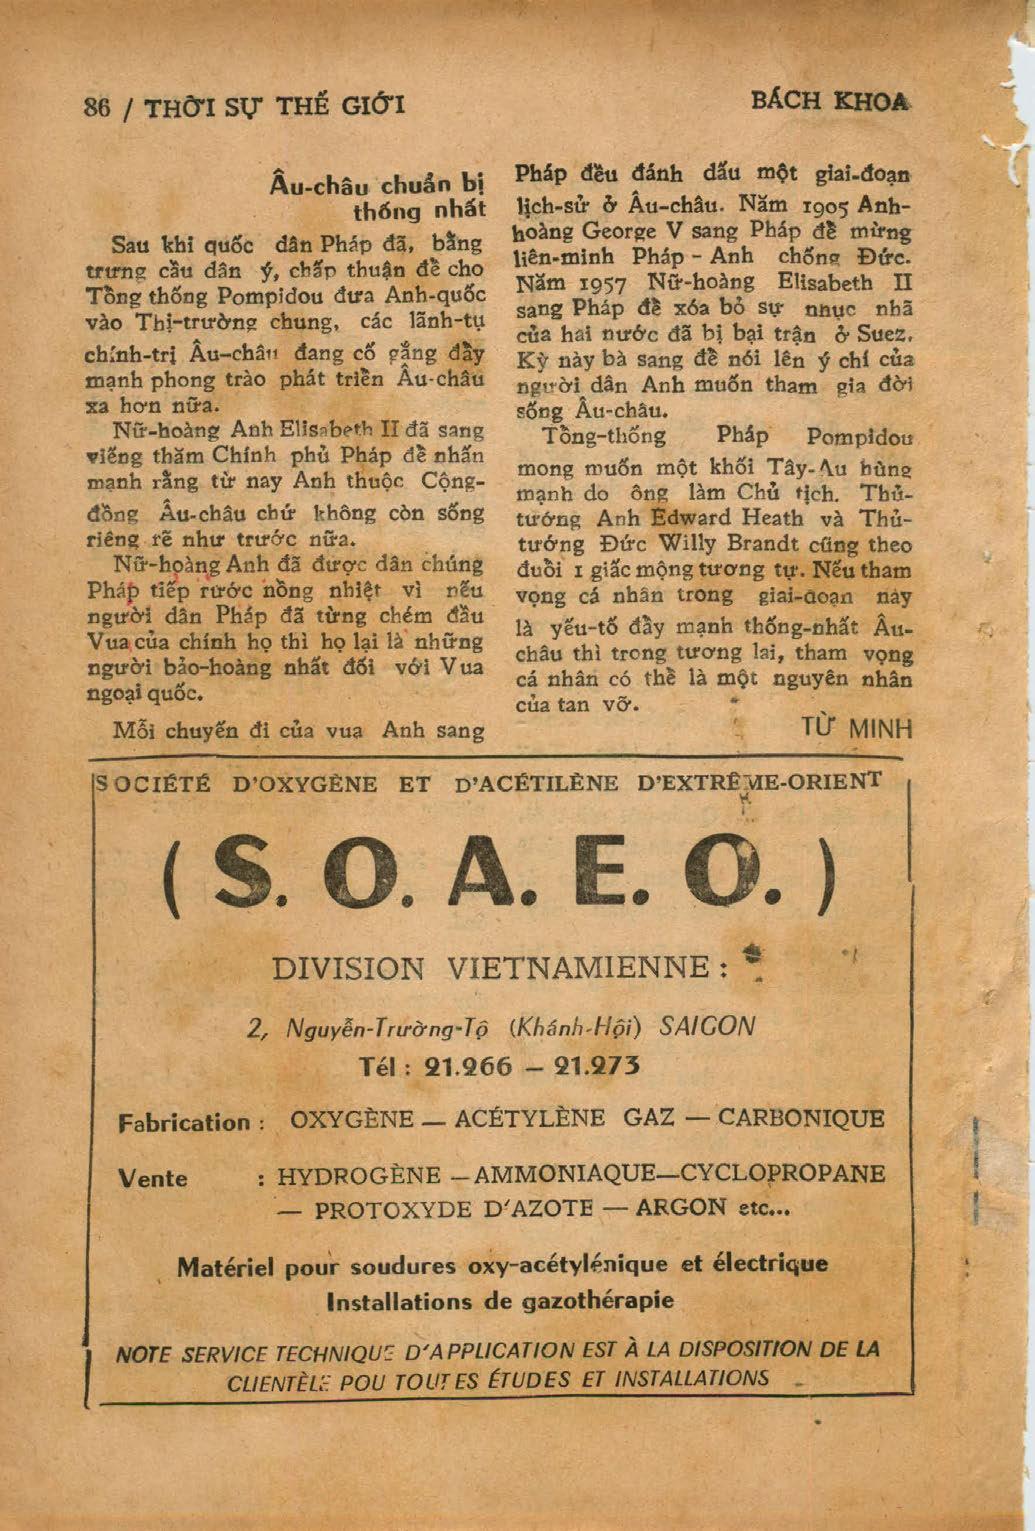 86 / THỜI SỰ THẾ GIỚI
BÁCH KHOA
Âu-châu chuẩn bị
thống nhất
Sau khi quốc dân Pháp đã, bằng
trưng cầu dân ý, chấp thuận để cho
Tổng thống Pompidou đưa Anh-quốc
vào Thị-trường chung, các lãnh-tụ
chính-trị Âu-châu đang cố gắng đẩy
mạnh phong trào phát triển Âu-châu
xa hơn nữa.
Nữ-hoàng Anh Elisabeth II đã sang
viếng thăm Chính phủ Pháp để nhấn
mạnh rằng từ nay Anh thuộc Cộng-
đồng Âu-châu chứ không còn sống
riêng rẽ như trước nữa.
Nữ-hoàng Anh đã được dân chúng
Pháp tiếp rước nồng nhiệt vì nếu
người dân Pháp đã từng chém đầu
Vua của chính họ thì họ lại là những
người bảo-hoàng nhất đối với Vua
ngoại quốc.
Mỗi chuyến đi của vua Anh sang
Pháp đều đánh dấu một giai-đoạn
lịch-sử ở Âu-châu. Năm 1905 Anh-
hoàng George V sang Pháp để mừng
liên-minh Pháp - Anh chống Đức.
Năm 1957 Nữ-hoàng Elisabeth II
sang Pháp để xóa bỏ sự nhục nhã
của hai nước đã bị bại trận ở Suez.
Kỳ này bà sang để nói lên ý chí của
người dân Anh muốn tham gia đời
sống Âu-châu.
Tổng-thống Pháp Pompidou
mong muốn một khối Tây-Âu hùng
mạnh do ông làm Chủ tịch. Thủ-
tướng Anh Edward Heath và Thủ-
tướng Đức Willy Brandt cũng theo
đuổi 1 giấc mộng tương tự. Nếu tham
vọng cá nhân trong giai-đoạn này
là yếu-tố đẩy mạnh thống-nhất Âu-
châu thì trong tương lai, tham vọng
cá nhân có thể là một nguyên nhân
của tan vỡ.
TỪ MINH
SOCIÉTÉ D'OXYGÈNE ET D'ACÉTILÈNE D'EXTRÊME-ORIENT
( S. O. A. E. O. )
DIVISION VIETNAMIENNE :
2, Nguyễn-Trường-Tộ (Khánh-Hội) SAIGON
Tél : 21.266 – 21.273
Fabrication : OXYGÈNE — ACÉTYLÈNE GAZ — CARBONIQUE
Vente : HYDROGÈNE — AMMONIAQUE — CYCLOPROPANE
— PROTOXYDE D'AZOTE — ARGON etc...
Matériel pour soudures oxy-acétylénique et électrique
Installations de gazothérapie
NOTE SERVICE TECHNIQUE D'APPLICATION EST À LA DISPOSITION DE LA
CLIENTÈLE POU TOUTES ÉTUDES ET INSTALLATIONS